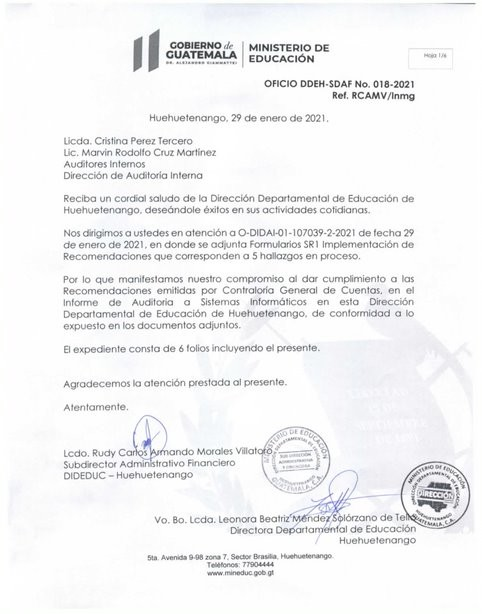 GOBIERNO de
GUATEMALA
DR. ALEJANDRO GIAMMATTEI
MINISTERIO DE
EDUCACIÓN
Hoja 1/6
OFICIO DDEH-SDAF No. 018-2021
Ref. RCAMV/lnmg
Huehuetenango, 29 de enero de 2021.
Licda. Cristina Perez Tercero
Lic. Marvin Rodolfo Cruz Martínez
Auditores Internos
Dirección de Auditoría Interna
Reciba un cordial saludo de la Dirección Departamental de Educación de
Huehuetenango, deseándole éxitos en sus actividades cotidianas.
Nos dirigimos a ustedes en atención a O-DIDAI-01-107039-2-2021 de fecha 29
de enero de 2021, en donde se adjunta Formularios SR1 Implementación de
Recomendaciones que corresponden a 5 hallazgos en proceso.
Por lo que manifestamos nuestro compromiso al dar cumplimiento a las
Recomendaciones emitidas por Contraloría General de Cuentas, en el
Informe de Auditoria a Sistemas Informáticos en esta Dirección
Departamental de Educación de Huehuetenango, de conformidad a lo
expuesto en los documentos adjuntos.
El expediente consta de 6 folios incluyendo el presente.
Agradecemos la atención prestada al presente.
Atentamente.
Lcdo. Rudy Carlos Armando Morales Villatoro
Subdirector Administrativo Financiero
DIDEDUC – Huehuetenango
MINISTERIO DE EDUCACIÓN
SUB DIRECCIÓN
ADMINISTRATIVA
Y FINANCIERA
GUATEMALA, C.A.
MINISTERIO DE EDUCACIÓN
DIRECCIÓN
HUEHUETENANGO
GUATEMALA, C.A.
Vo. Bo. Lcda. Leonora Beatriz Méndez Solórzano de Tello
Directora Departamental de Educación
Huehuetenango
5ta. Avenida 9-98 zona 7, Sector Brasilia, Huehuetenango.
Teléfonos: 77904444
www.mineduc.gob.gt